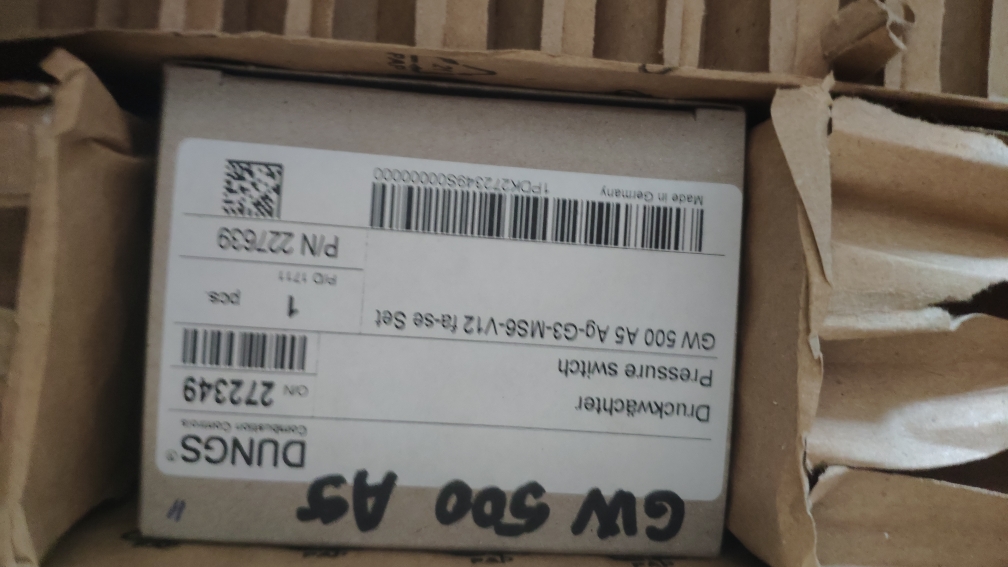 GW 500 A5
DUNGS®
Combustion Controls
Druckwächter
Pressure switch
O/N 272349
GW 500 A5 Ag-G3-MS6-V12 fa-se Set
1 pcs
PID 1711
P/N 227639
Made in Germany
1PDK272349S00000000